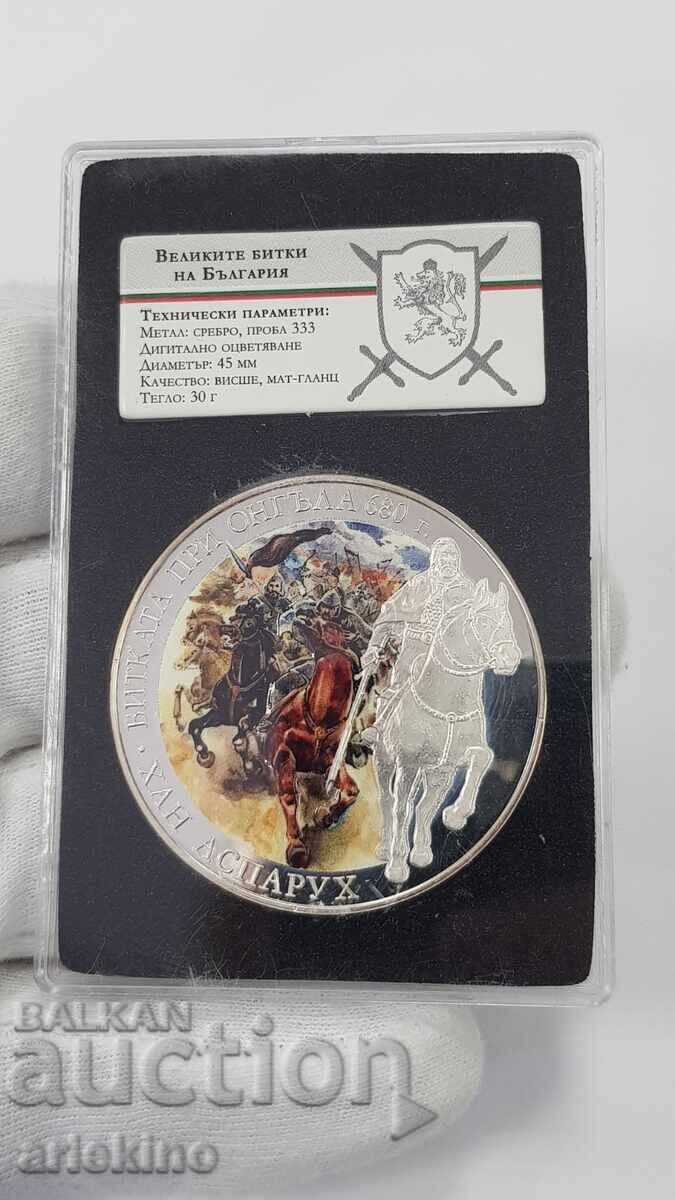 Великите битки
на България
Технически параметри:
Метал: сребро, проба 333
Дигитално оцветяване
Диаметър: 45 мм
Качество: висше, мат-гланц
Тегло: 30 г
БИТКАТА ПРИ ОНГЪЛА 680 г.
· ХАН АСПАРУХ
BALKAN
auction
arlekino